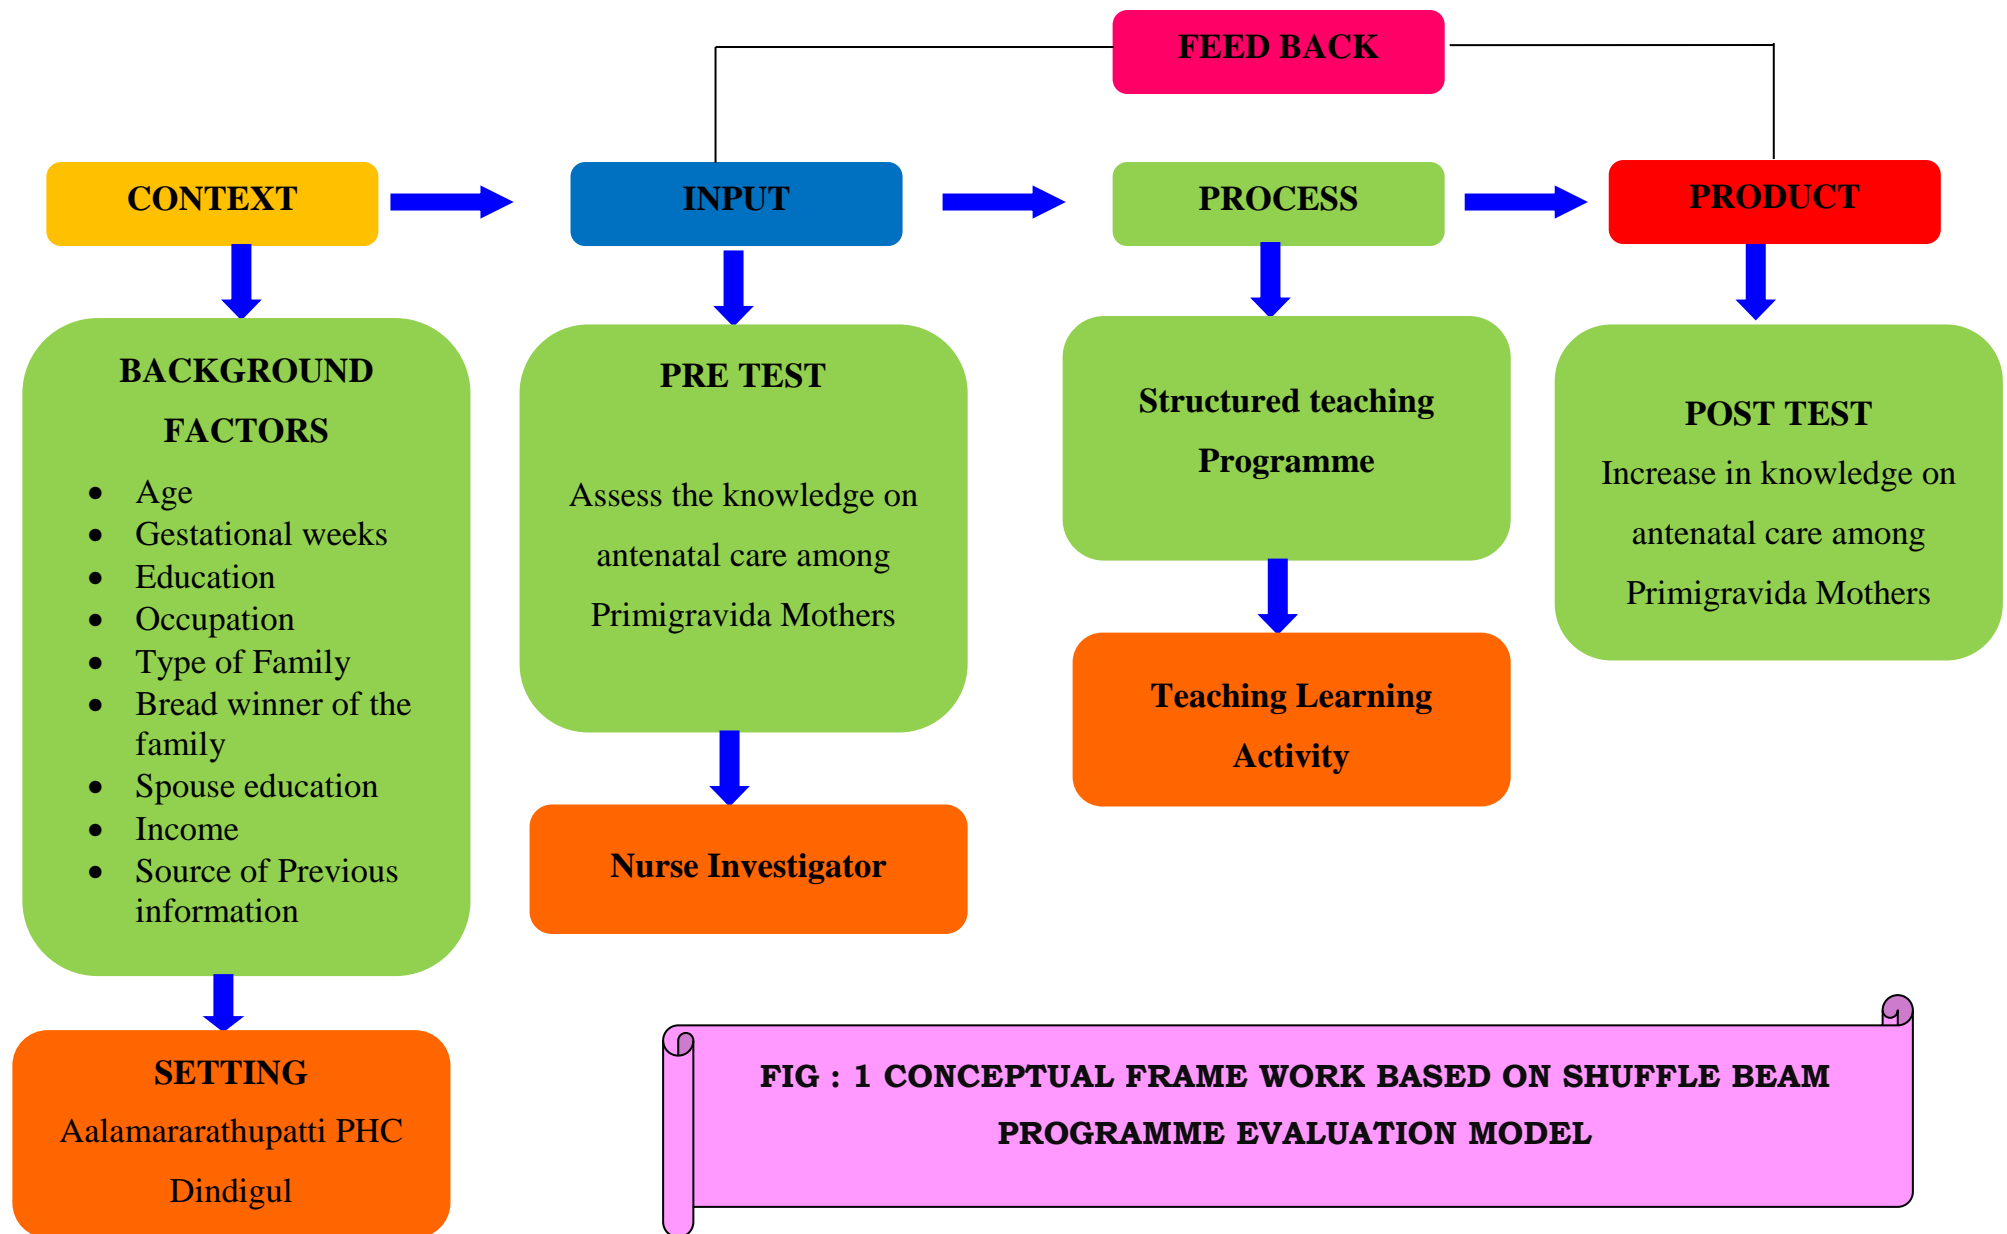 FEED BACK
CONTEXT
INPUT
PROCESS
PRODUCT
BACKGROUND
FACTORS
• Age
• Gestational weeks
• Education
• Occupation
• Type of Family
• Bread winner of the
family
• Spouse education
• Income
• Source of Previous
information
SETTING
Aalamararathupatti PHC
Dindigul
PRE TEST
Assess the knowledge on
antenatal care among
Primigravida Mothers
Nurse Investigator
Structured teaching
Programme
Teaching Learning
Activity
POST TEST
Increase in knowledge on
antenatal care among
Primigravida Mothers
FIG : 1 CONCEPTUAL FRAME WORK BASED ON SHUFFLE BEAM
PROGRAMME EVALUATION MODEL